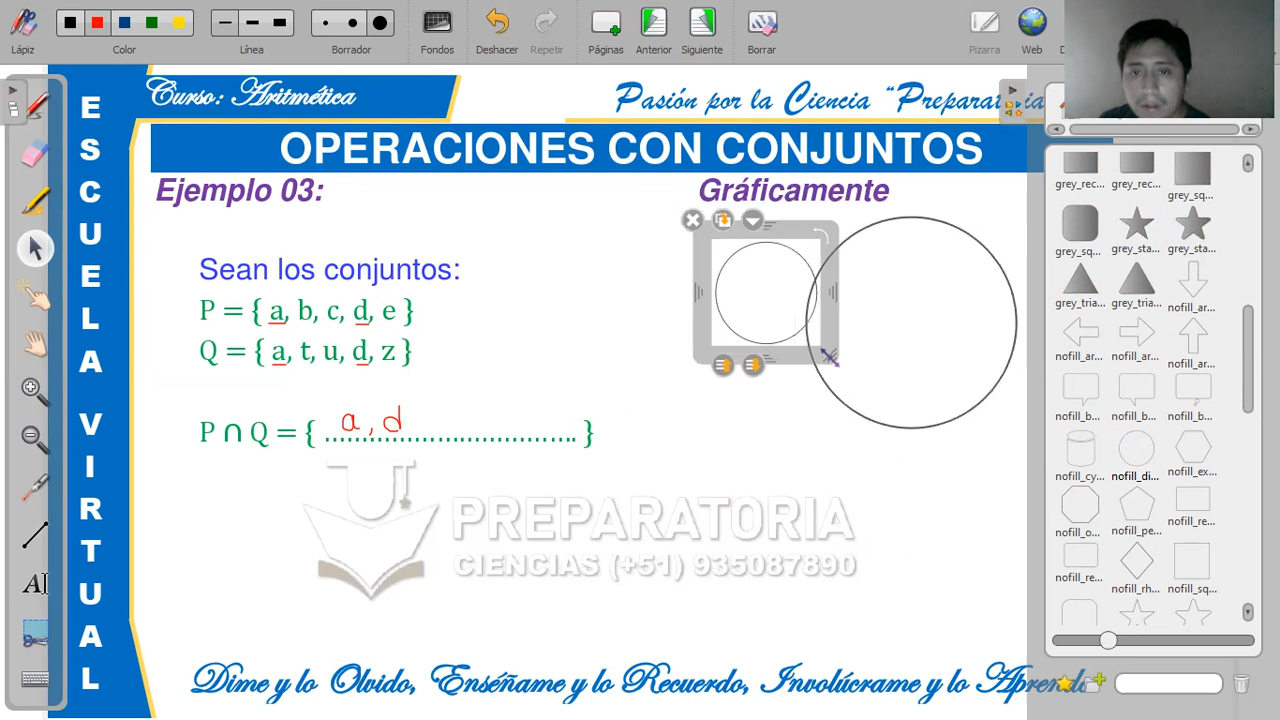 Lápiz
Color
Línea
Borrador
Fondos
Deshacer
Repetir
Páginas
Anterior
Siguiente
Borrar
Pizarra
Web
Curso: Aritmética
Pasión por la Ciencia "Preparatoria
ESCUELA VIRTUAL
OPERACIONES CON CONJUNTOS
Ejemplo 03:
Gráficamente
Sean los conjuntos:
P = { a, b, c, d, e }
Q = { a, t, u, d, z }
P ∩ Q = { a, d }
PREPARATORIA
CIENCIAS (+51) 935087890
Dime y lo Olvido, Enséñame y lo Recuerdo, Involúcrame y lo Aprendo
grey_rec... grey_rec... grey_sq...
grey_sq... grey_sta... grey_sta...
grey_tria... grey_tria... nofill_ar...
nofill_ar... nofill_ar... nofill_ar...
nofill_b... nofill_b... nofill_b...
nofill_cy... nofill_di... nofill_ex...
nofill_o... nofill_pe... nofill_re...
nofill_re... nofill_rh... nofill_sq...